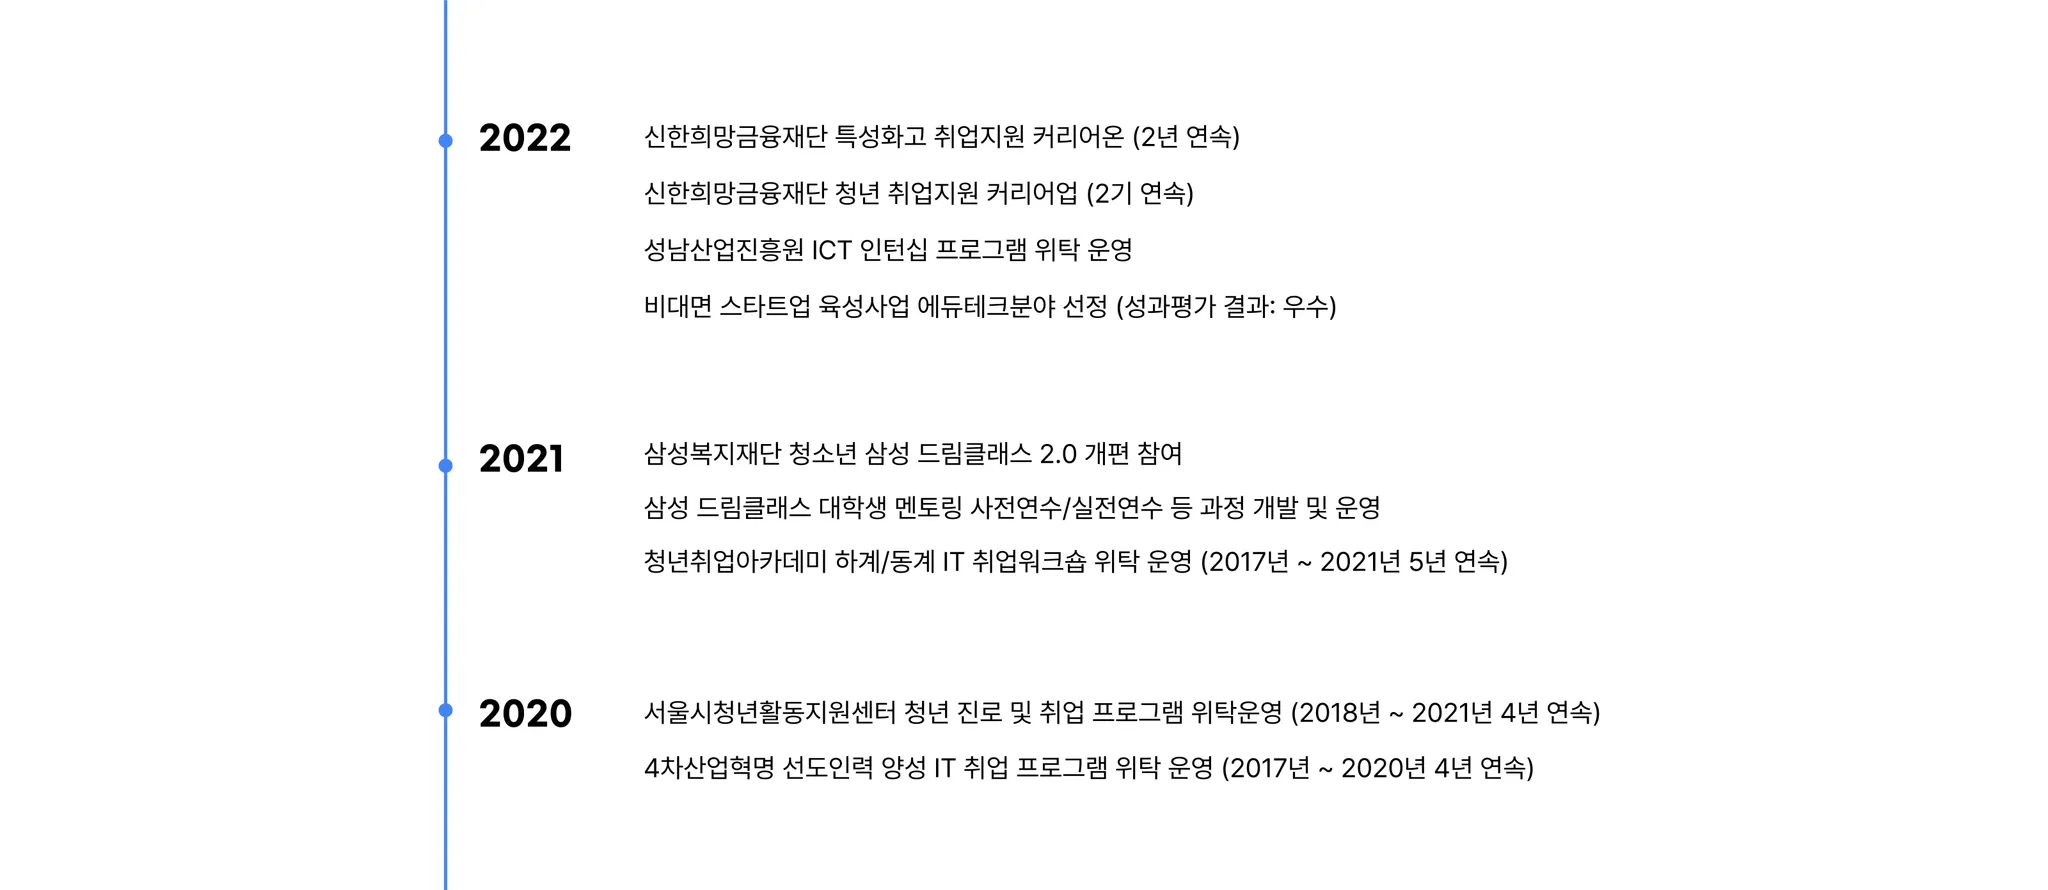 2022 신한희망금융재단 특성화고 취업지원 커리어온 (2년 연속)
신한희망금융재단 청년 취업지원 커리어업 (2기 연속)
성남산업진흥원 ICT 인턴십 프로그램 위탁 운영
비대면 스타트업 육성사업 에듀테크분야 선정 (성과평가 결과: 우수)
2021 삼성복지재단 청소년 삼성 드림클래스 2.0 개편 참여
삼성 드림클래스 대학생 멘토링 사전연수/실전연수 등 과정 개발 및 운영
청년취업아카데미 하계/동계 IT 취업워크숍 위탁 운영 (2017년 ~ 2021년 5년 연속)
2020 서울시청년활동지원센터 청년 진로 및 취업 프로그램 위탁운영 (2018년 ~ 2021년 4년 연속)
4차산업혁명 선도인력 양성 IT 취업 프로그램 위탁 운영 (2017년 ~ 2020년 4년 연속)